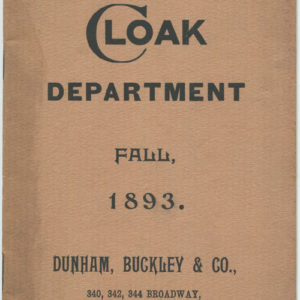 CLOAK
DEPARTMENT
FALL,
1893.
DUNHAM, BUCKLEY & CO.,
340, 342, 344 BROADWAY,